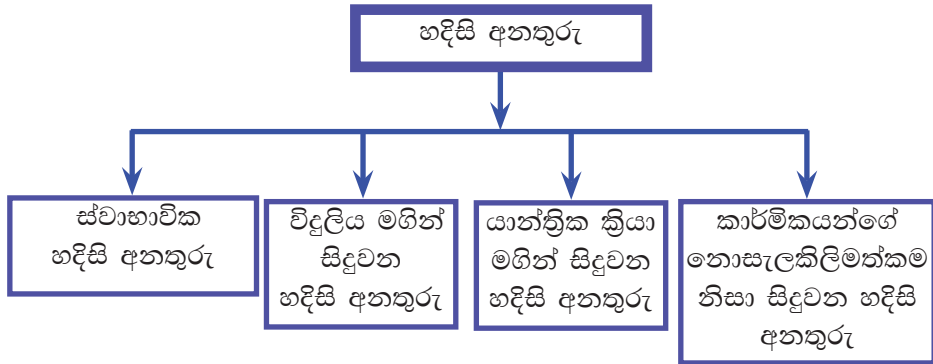 හදිසි අනතුරු
ස්වාභාවික
හදිසි අනතුරු
විදුලිය මගින්
සිදුවන
හදිසි අනතුරු
යාන්ත්‍රික ක්‍රියා
මගින් සිදුවන
හදිසි අනතුරු
කාර්මිකයන්ගේ
නොසැලකිලිමත්කම
නිසා සිදුවන හදිසි
අනතුරු